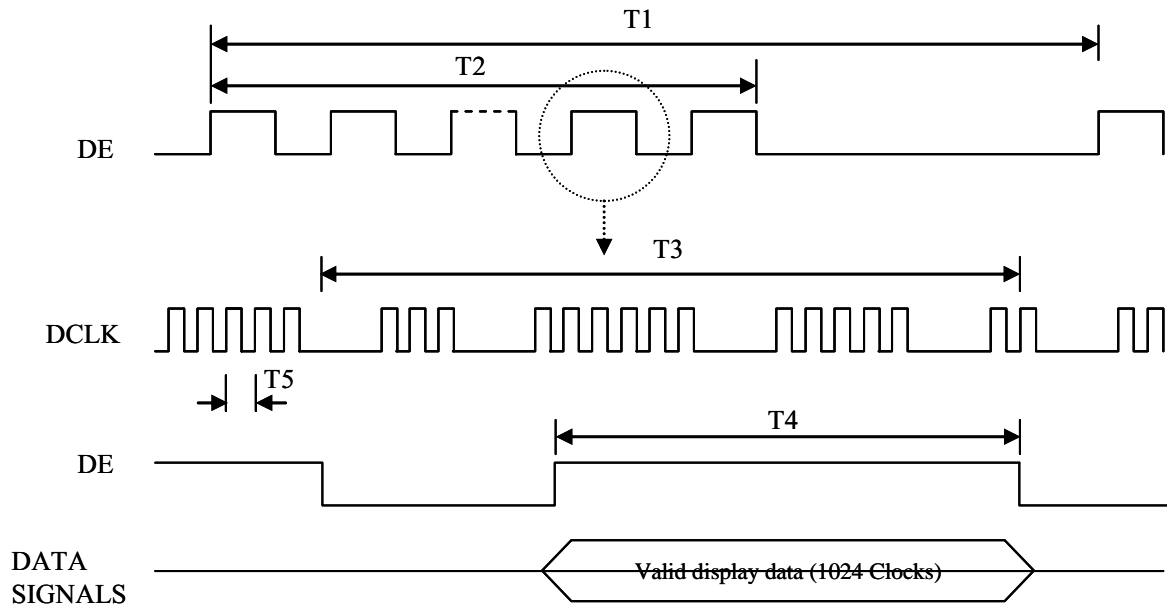 T1
T2
DE
T3
DCLK
T5
T4
DE
DATA
SIGNALS
Valid display data (1024 Clocks)